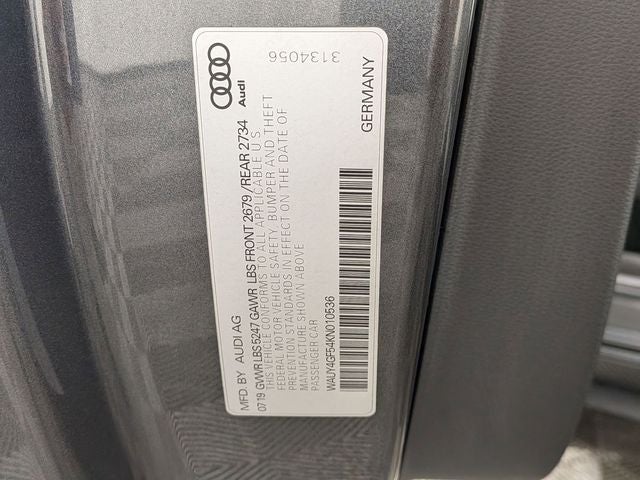 Audi
3134056
MFD. BY AUDI AG
GERMANY
0719 GVWR LBS 5247 GAWR LBS FRONT 2679 / REAR 2734
THIS VEHICLE CONFORMS TO ALL APPLICABLE U S
FEDERAL MOTOR VEHICLE SAFETY, BUMPER AND THEFT
PREVENTION STANDARDS IN EFFECT ON THE DATE OF
MANUFACTURE SHOWN ABOVE
PASSENGER CAR
WAUY4GF54KN010536